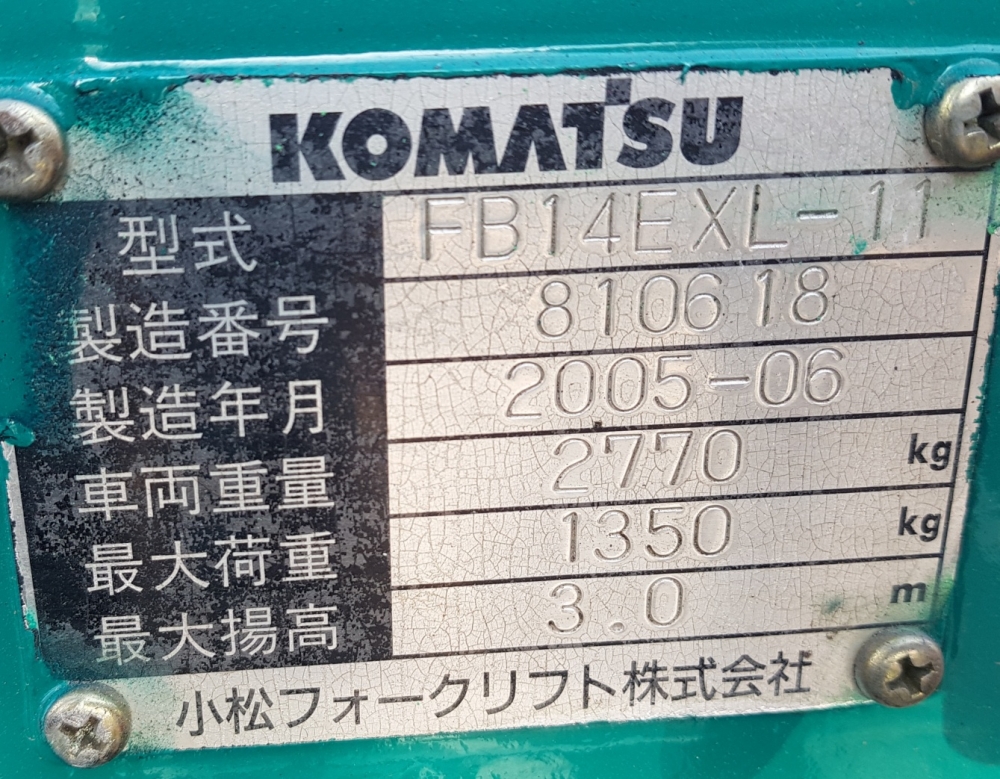 KOMATSU
型式 FB14EXL-11
製造番号 810618
製造年月 2005-06
車両重量 2770 kg
最大荷重 1350 kg
最大揚高 3.0 m
小松フォークリフト株式会社